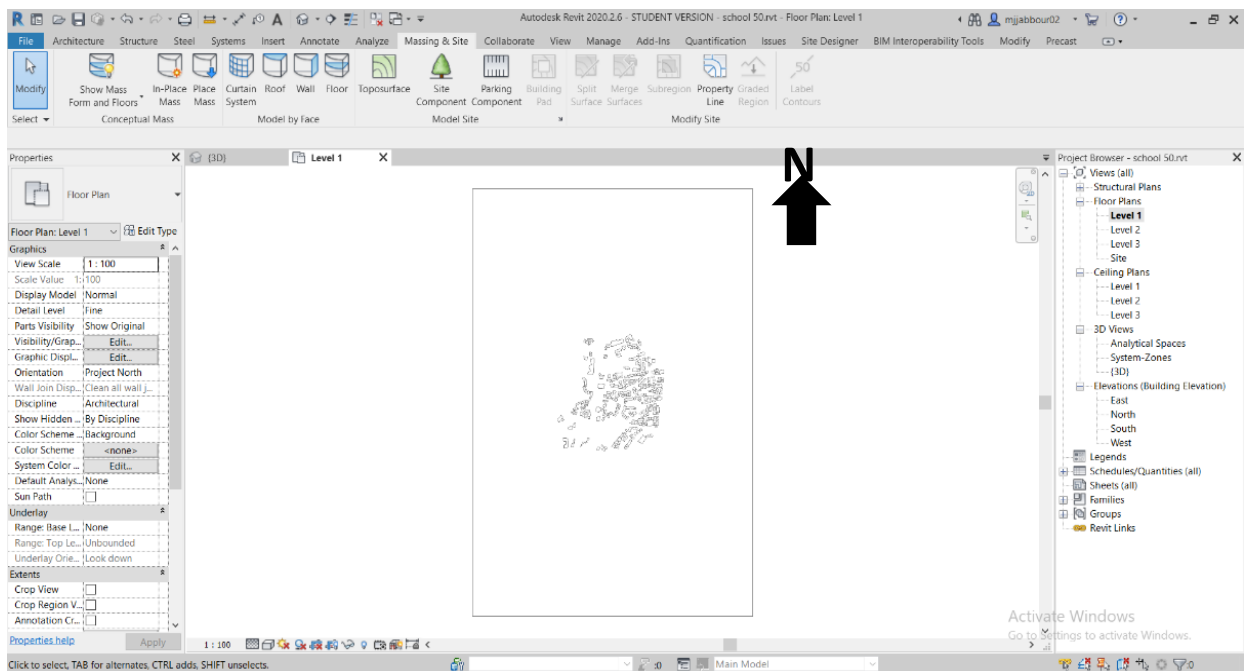 Autodesk Revit 2020.2.6 - STUDENT VERSION - school 50.rvt - Floor Plan: Level 1
mjjabbour02
File Architecture Structure Steel Systems Insert Annotate Analyze Massing & Site Collaborate View Manage Add-Ins Quantification Issues Site Designer BIM Interoperability Tools Modify Precast
Modify Show Mass In-Place Place Curtain Roof Wall Floor Toposurface Site Parking Building Split Merge Subregion Property Graded Label
Form and Floors Mass Mass System Component Component Pad Surface Surfaces Line Region Contours
Select Conceptual Mass Model by Face Model Site Modify Site
Properties
{3D}
Level 1
N
Floor Plan
Floor Plan: Level 1 Edit Type
Graphics
View Scale 1 : 100
Scale Value 1: 100
Display Model Normal
Detail Level Fine
Parts Visibility Show Original
Visibility/Grap... Edit...
Graphic Displ... Edit...
Orientation Project North
Wall Join Disp... Clean all wall j...
Discipline Architectural
Show Hidden ... By Discipline
Color Scheme ... Background
Color Scheme <none>
System Color ... Edit...
Default Analys... None
Sun Path
Underlay
Range: Base L... None
Range: Top Le... Unbounded
Underlay Orie... Look down
Extents
Crop View
Crop Region V...
Annotation Cr...
Properties help Apply
Project Browser - school 50.rvt
Views (all)
Structural Plans
Floor Plans
Level 1
Level 2
Level 3
Site
Ceiling Plans
Level 1
Level 2
Level 3
3D Views
Analytical Spaces
System-Zones
{3D}
Elevations (Building Elevation)
East
North
South
West
Legends
Schedules/Quantities (all)
Sheets (all)
Families
Groups
Revit Links
Activate Windows
Go to Settings to activate Windows.
1 : 100
Click to select, TAB for alternates, CTRL adds, SHIFT unselects.
:0 Main Model
:0